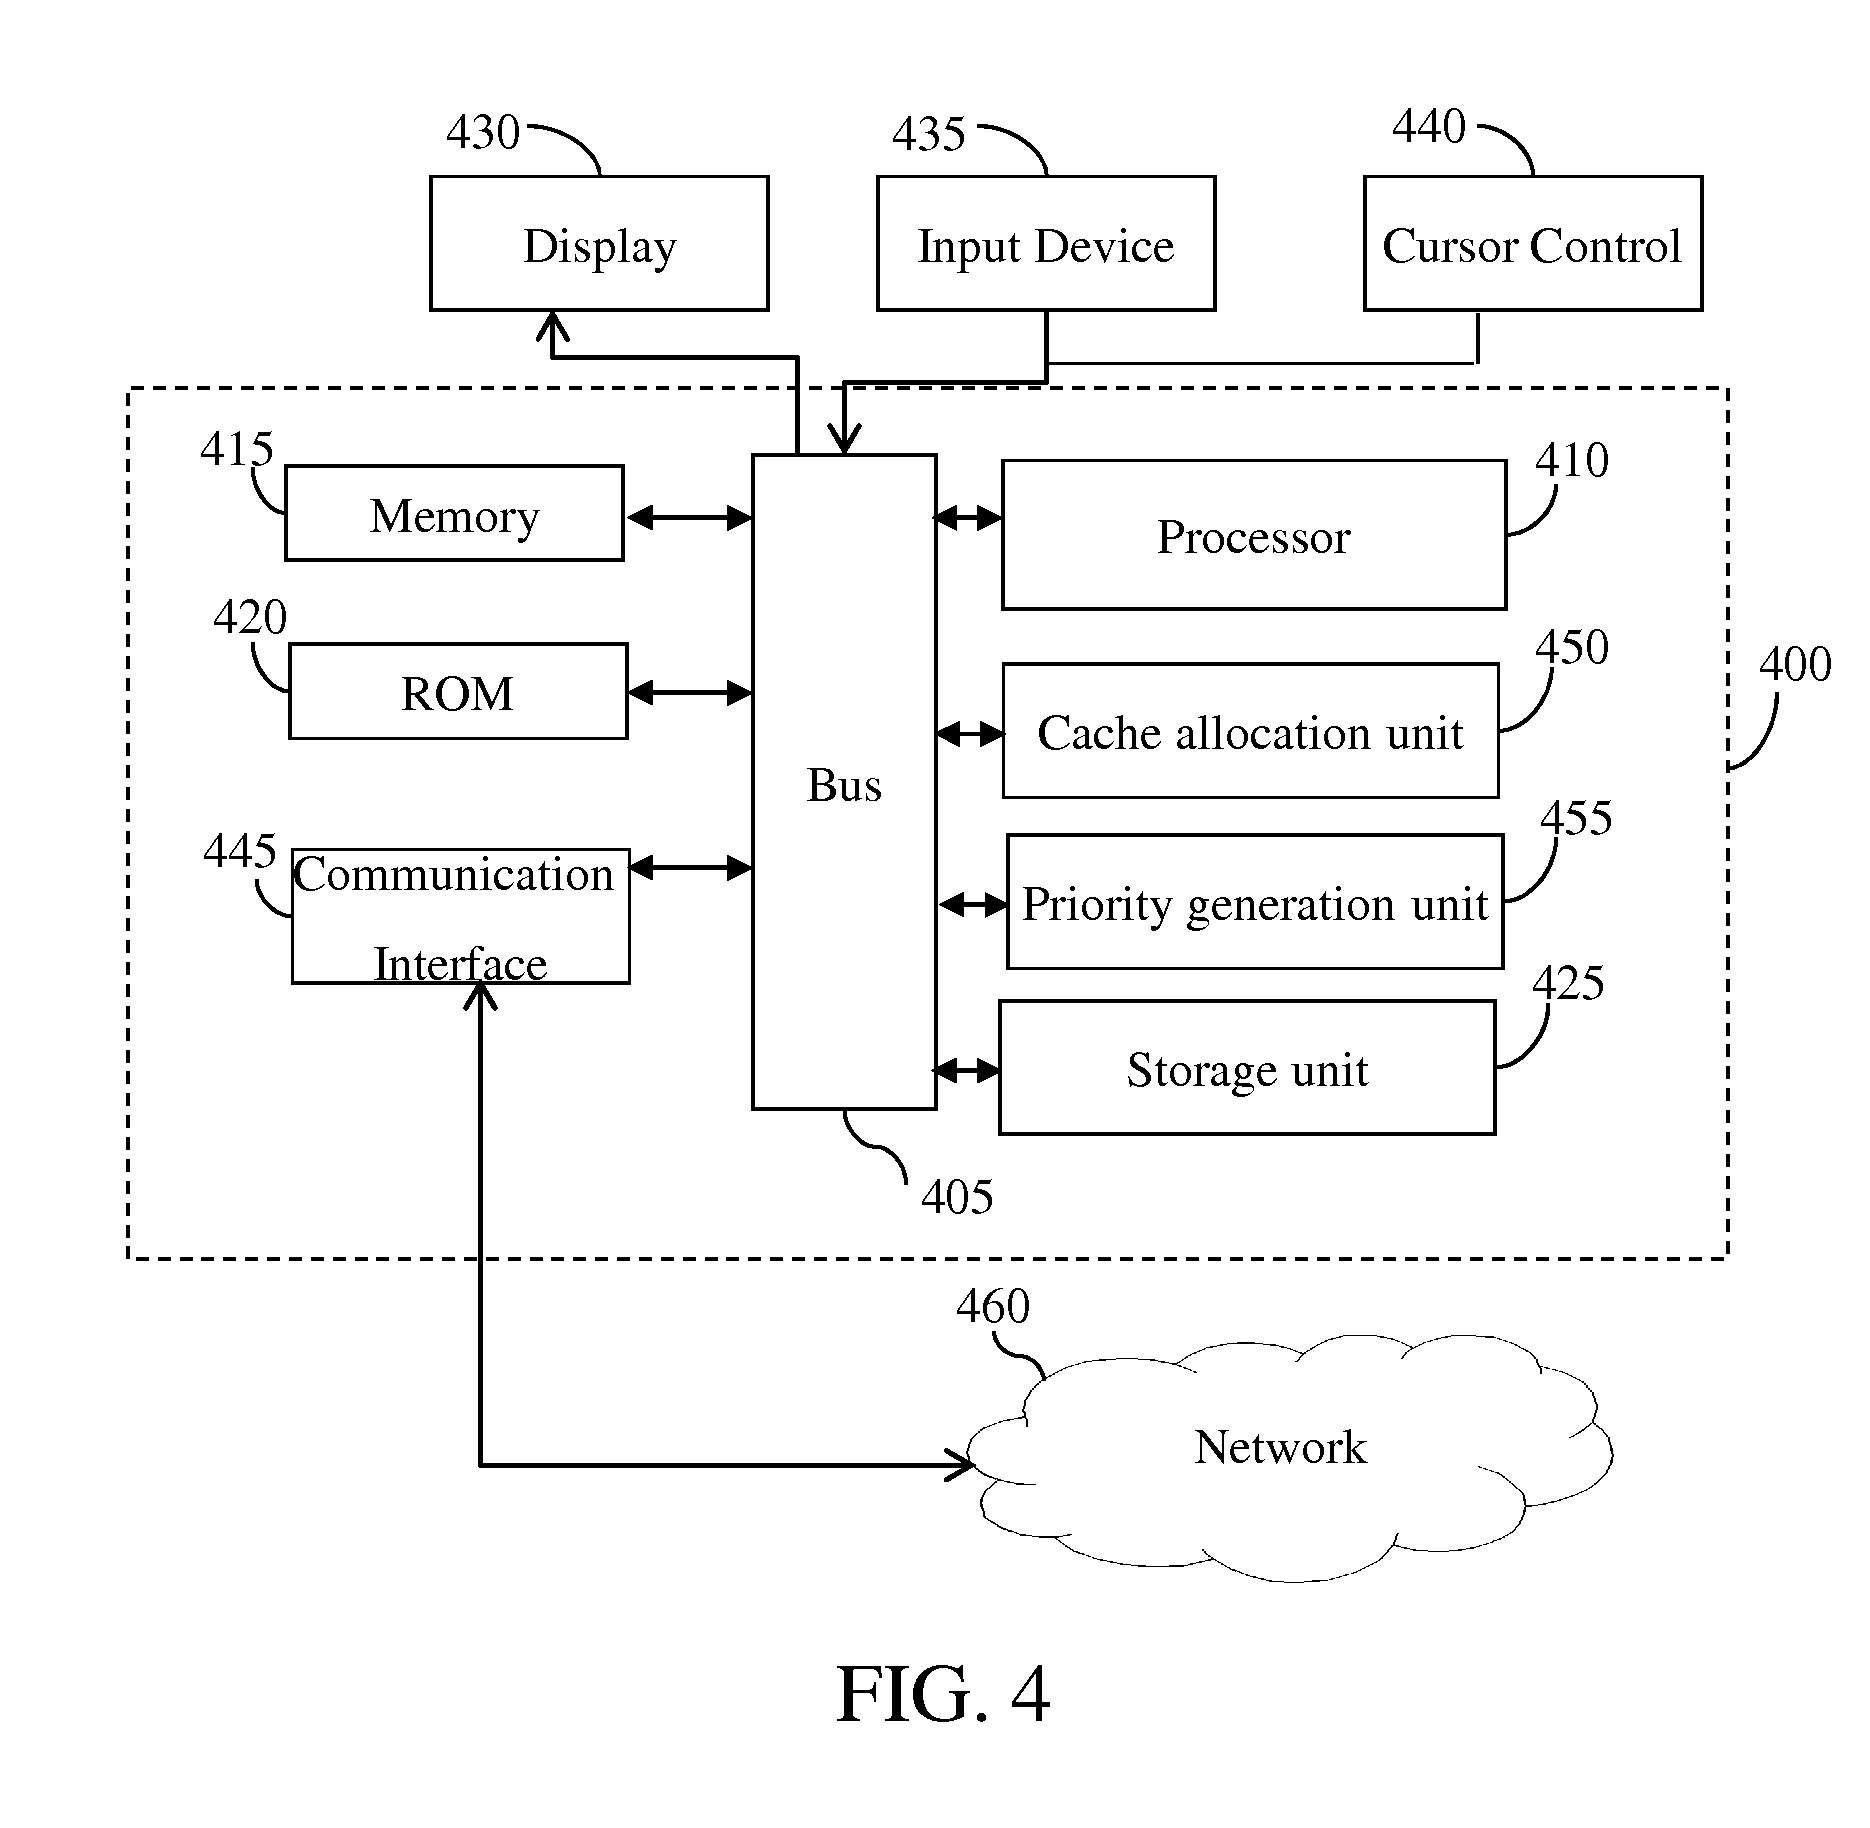 430
435
440
Display
Input Device
Cursor Control
415
410
Memory
Processor
420
450
400
ROM
Cache allocation unit
Bus
445
455
Communication
Interface
Priority generation unit
425
Storage unit
405
460
Network
FIG. 4